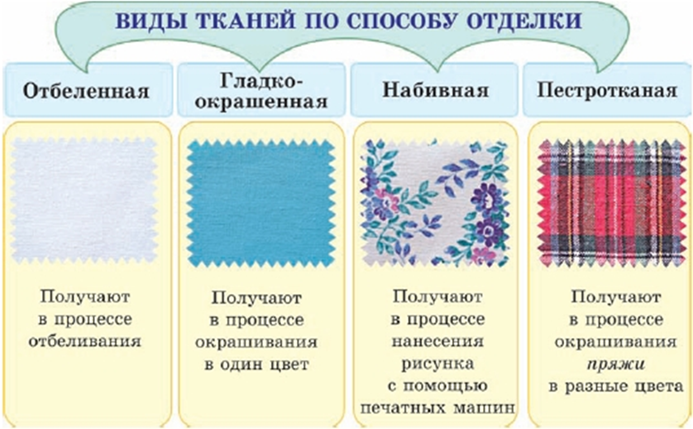 ВИДЫ ТКАНЕЙ ПО СПОСОБУ ОТДЕЛКИ
Отбеленная
Гладко-
окрашенная
Набивная
Пестротканая
Получают
в процессе
отбеливания
Получают
в процессе
окрашивания
в один цвет
Получают
в процессе
нанесения
рисунка
с помощью
печатных машин
Получают
в процессе
окрашивания
пряжи
в разные цвета